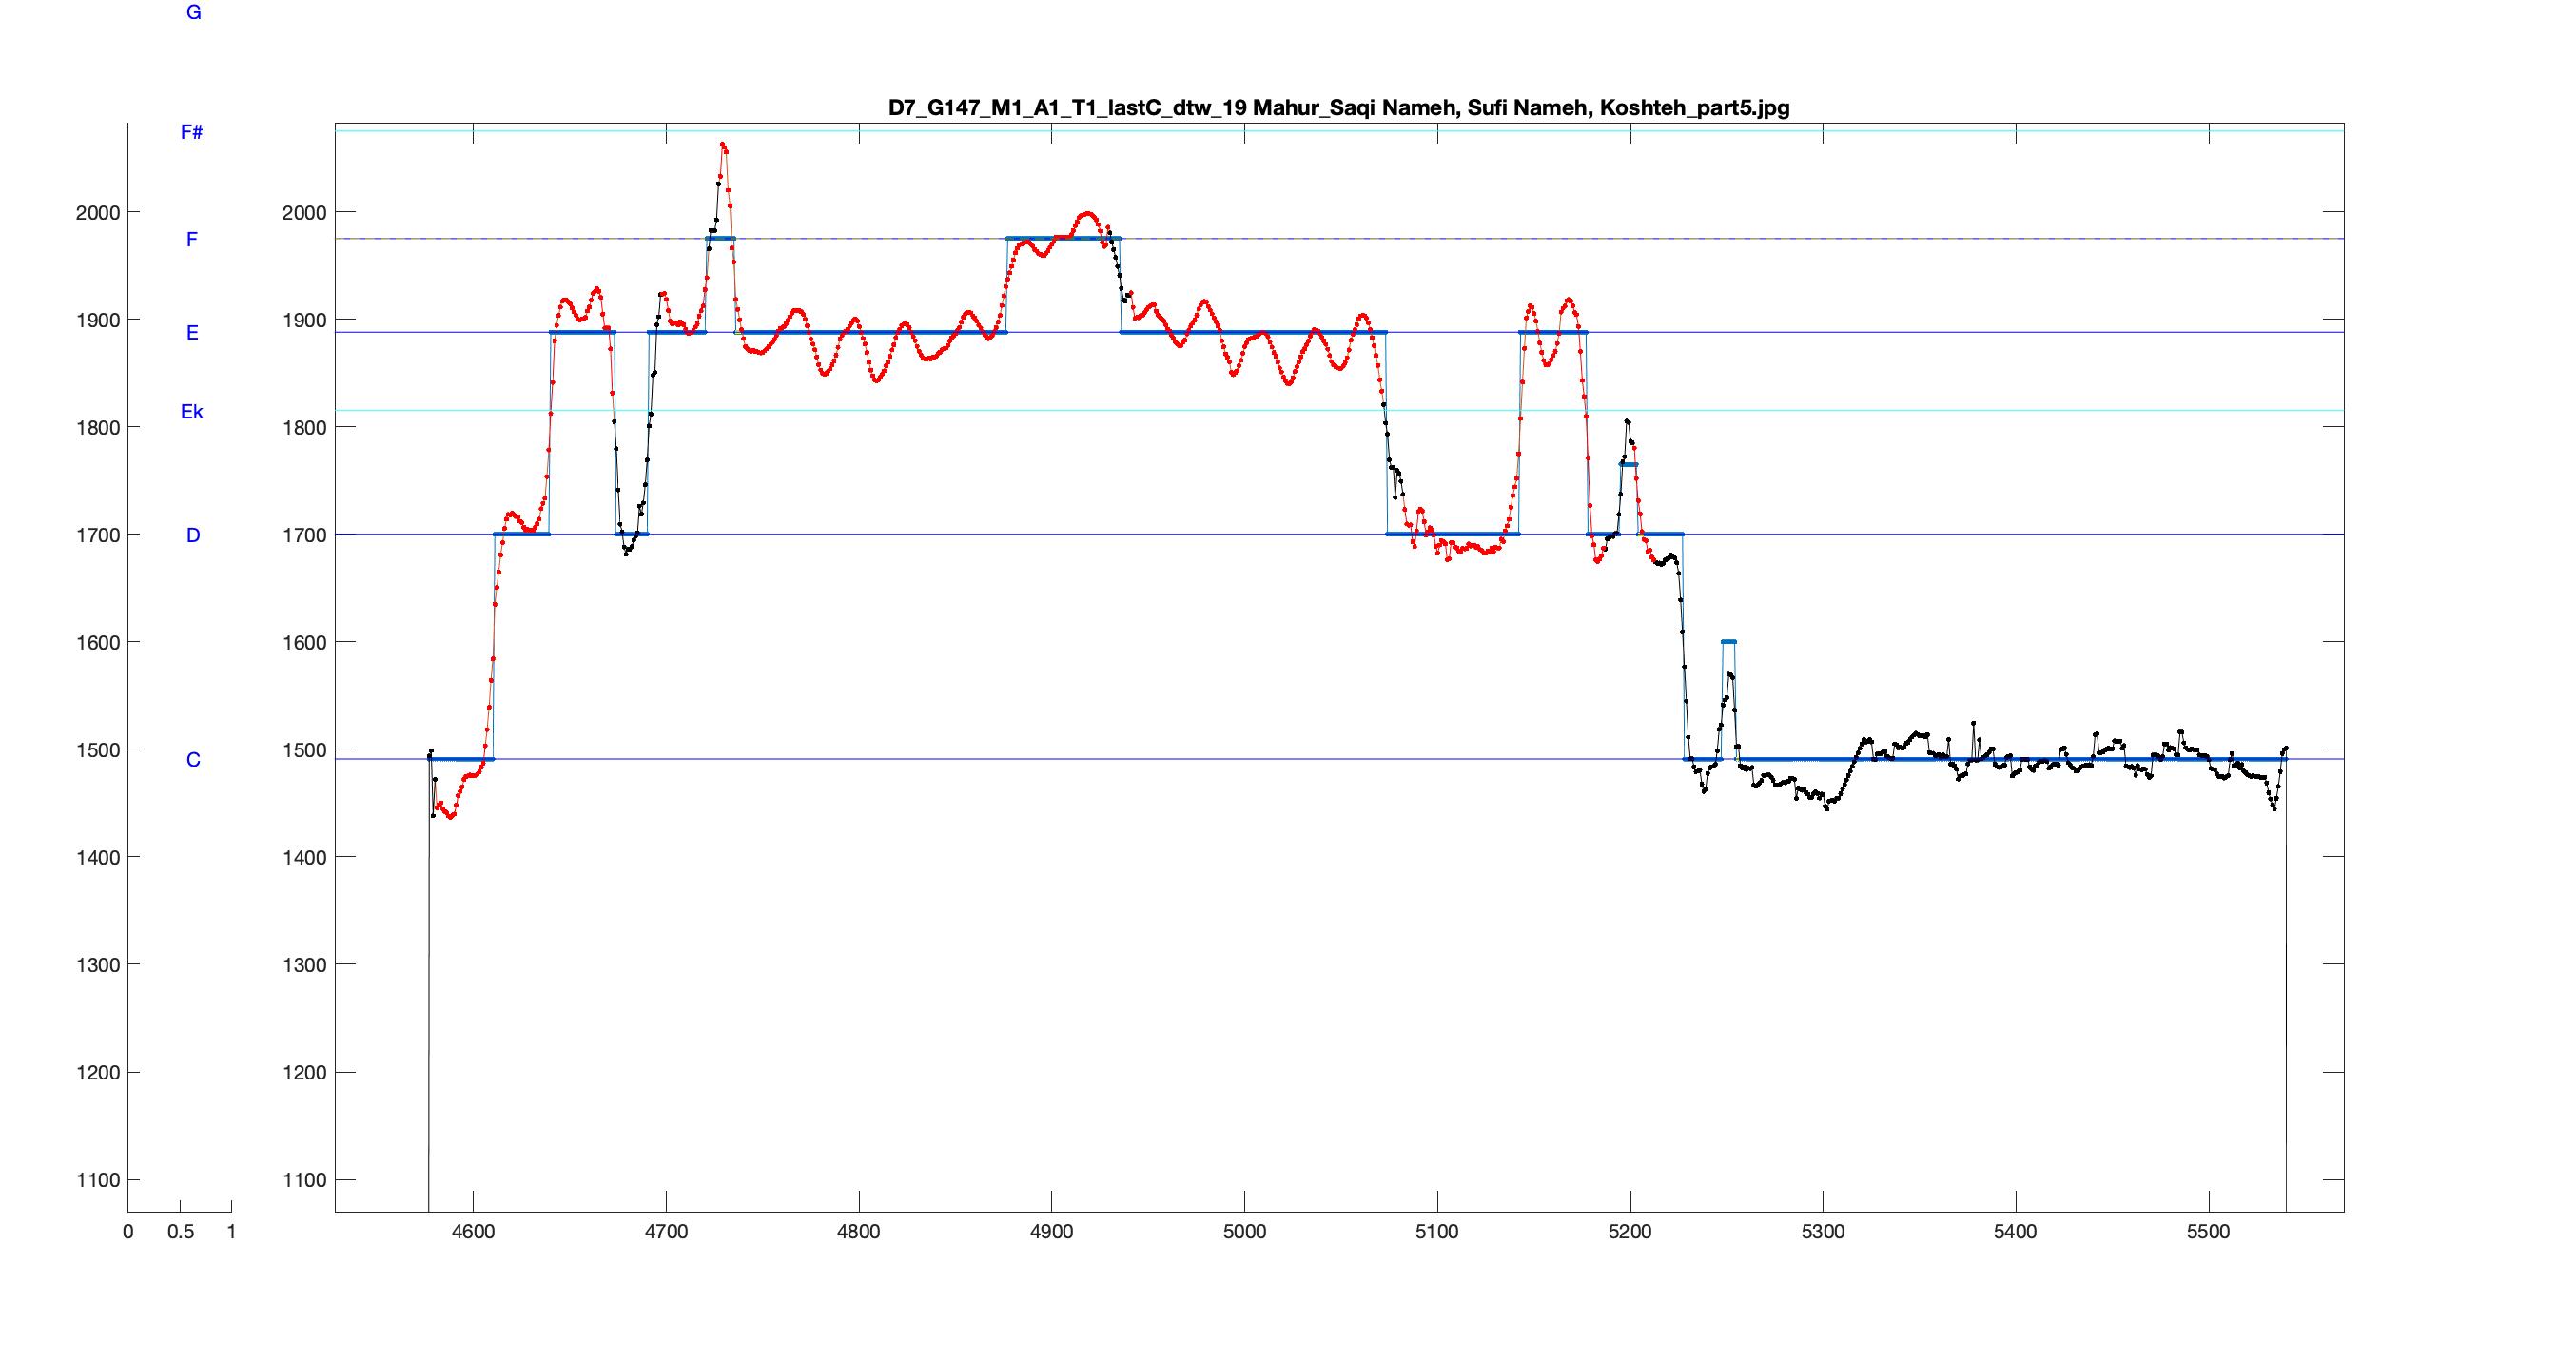 G
D7_G147_M1_A1_T1_lastC_dtw_19 Mahur_Saqi Nameh, Sufi Nameh, Koshteh_part5.jpg
F#
2000 F 2000
1900 E 1900
Ek
1800 1800
1700 D 1700
1600 1600
1500 C 1500
1400 1400
1300 1300
1200 1200
1100 1100
0 0.5 1 4600 4700 4800 4900 5000 5100 5200 5300 5400 5500